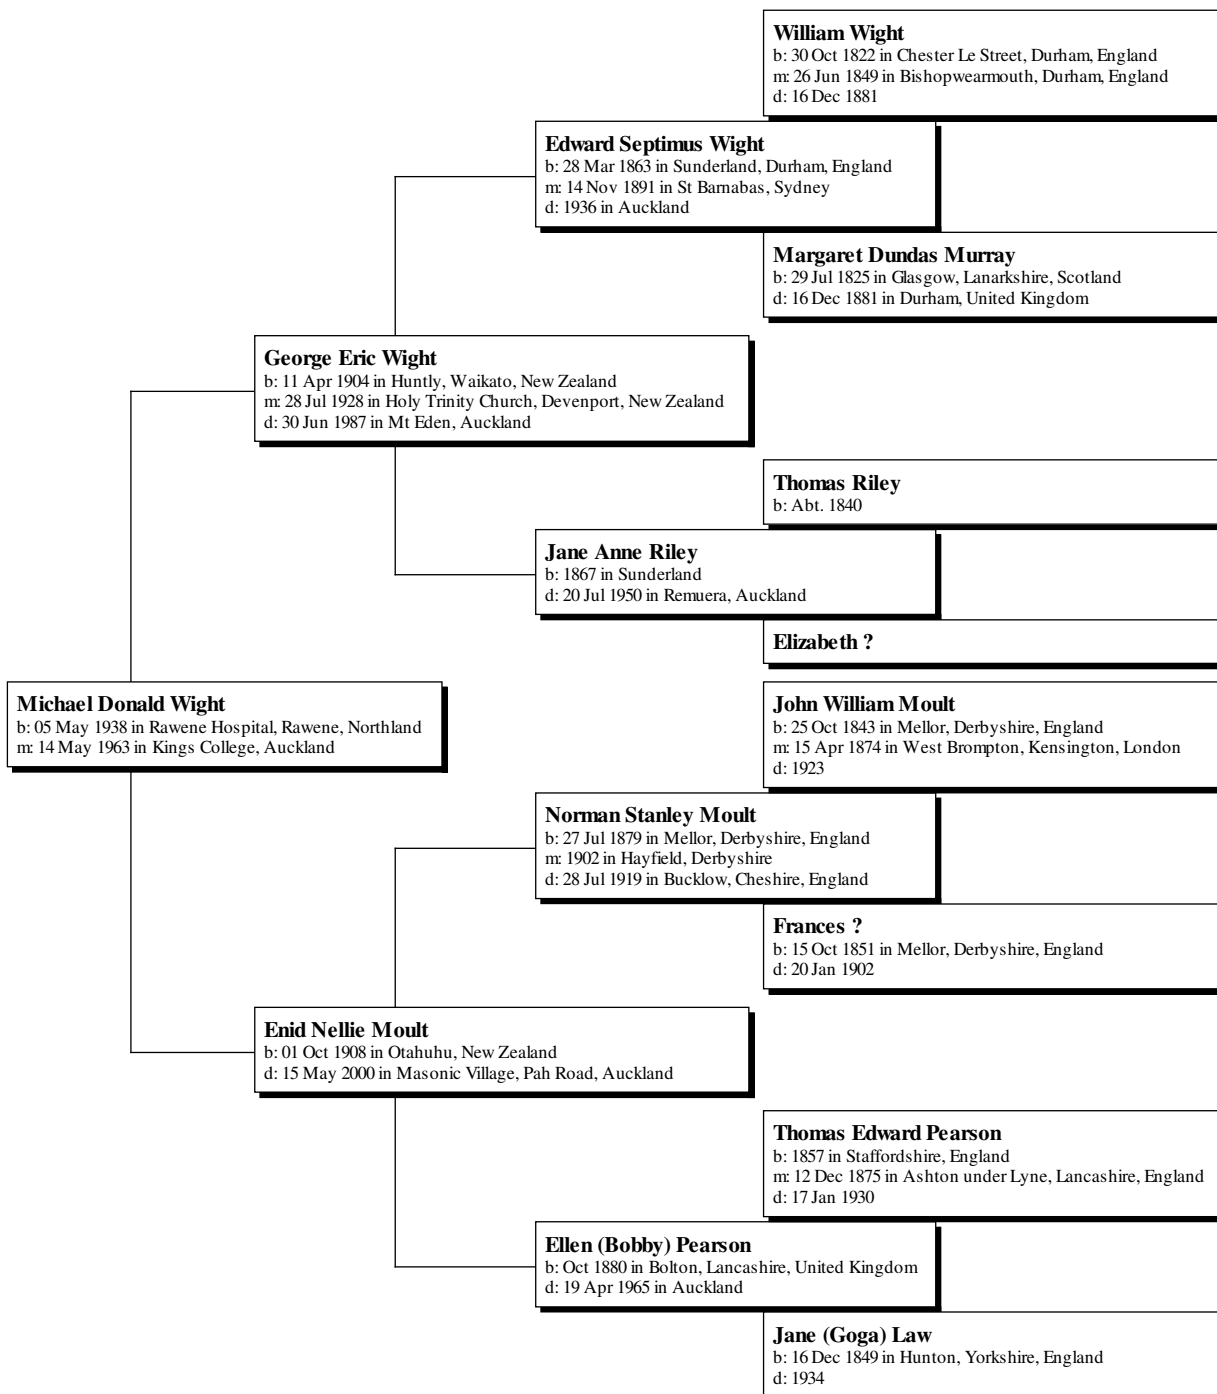 William Wight
b: 30 Oct 1822 in Chester Le Street, Durham, England
m: 26 Jun 1849 in Bishopwearmouth, Durham, England
d: 16 Dec 1881
Edward Septimus Wight
b: 28 Mar 1863 in Sunderland, Durham, England
m: 14 Nov 1891 in St Barnabas, Sydney
d: 1936 in Auckland
Margaret Dundas Murray
b: 29 Jul 1825 in Glasgow, Lanarkshire, Scotland
d: 16 Dec 1881 in Durham, United Kingdom
George Eric Wight
b: 11 Apr 1904 in Huntly, Waikato, New Zealand
m: 28 Jul 1928 in Holy Trinity Church, Devenport, New Zealand
d: 30 Jun 1987 in Mt Eden, Auckland
Thomas Riley
b: Abt. 1840
Jane Anne Riley
b: 1867 in Sunderland
d: 20 Jul 1950 in Remuera, Auckland
Elizabeth ?
Michael Donald Wight
b: 05 May 1938 in Rawene Hospital, Rawene, Northland
m: 14 May 1963 in Kings College, Auckland
John William Moult
b: 25 Oct 1843 in Mellor, Derbyshire, England
m: 15 Apr 1874 in West Brompton, Kensington, London
d: 1923
Norman Stanley Moult
b: 27 Jul 1879 in Mellor, Derbyshire, England
m: 1902 in Hayfield, Derbyshire
d: 28 Jul 1919 in Bucklow, Cheshire, England
Frances ?
b: 15 Oct 1851 in Mellor, Derbyshire, England
d: 20 Jan 1902
Enid Nellie Moult
b: 01 Oct 1908 in Otahuhu, New Zealand
d: 15 May 2000 in Masonic Village, Pah Road, Auckland
Thomas Edward Pearson
b: 1857 in Staffordshire, England
m: 12 Dec 1875 in Ashton under Lyne, Lancashire, England
d: 17 Jan 1930
Ellen (Bobby) Pearson
b: Oct 1880 in Bolton, Lancashire, United Kingdom
d: 19 Apr 1965 in Auckland
Jane (Goga) Law
b: 16 Dec 1849 in Hunton, Yorkshire, England
d: 1934